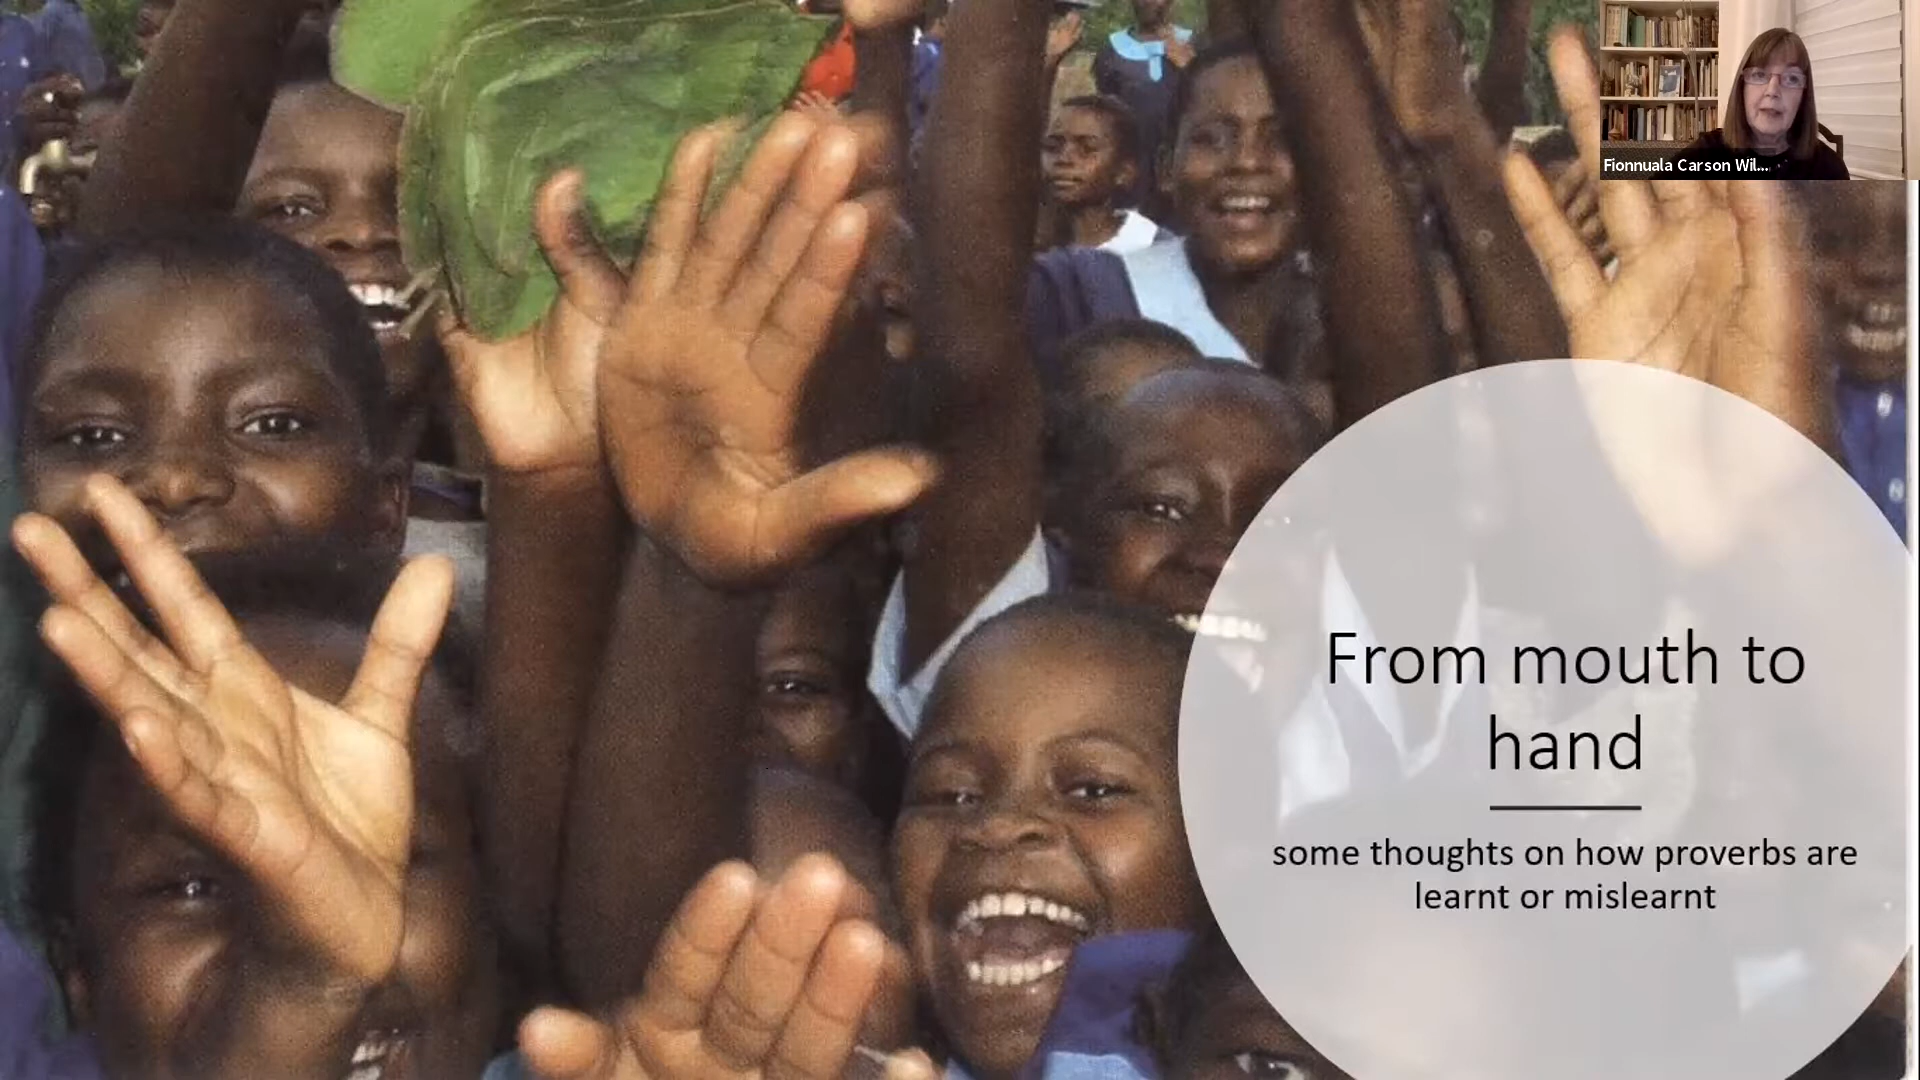 Fionnuala Carson Wil...
From mouth to
hand
some thoughts on how proverbs are
learnt or mislearnt